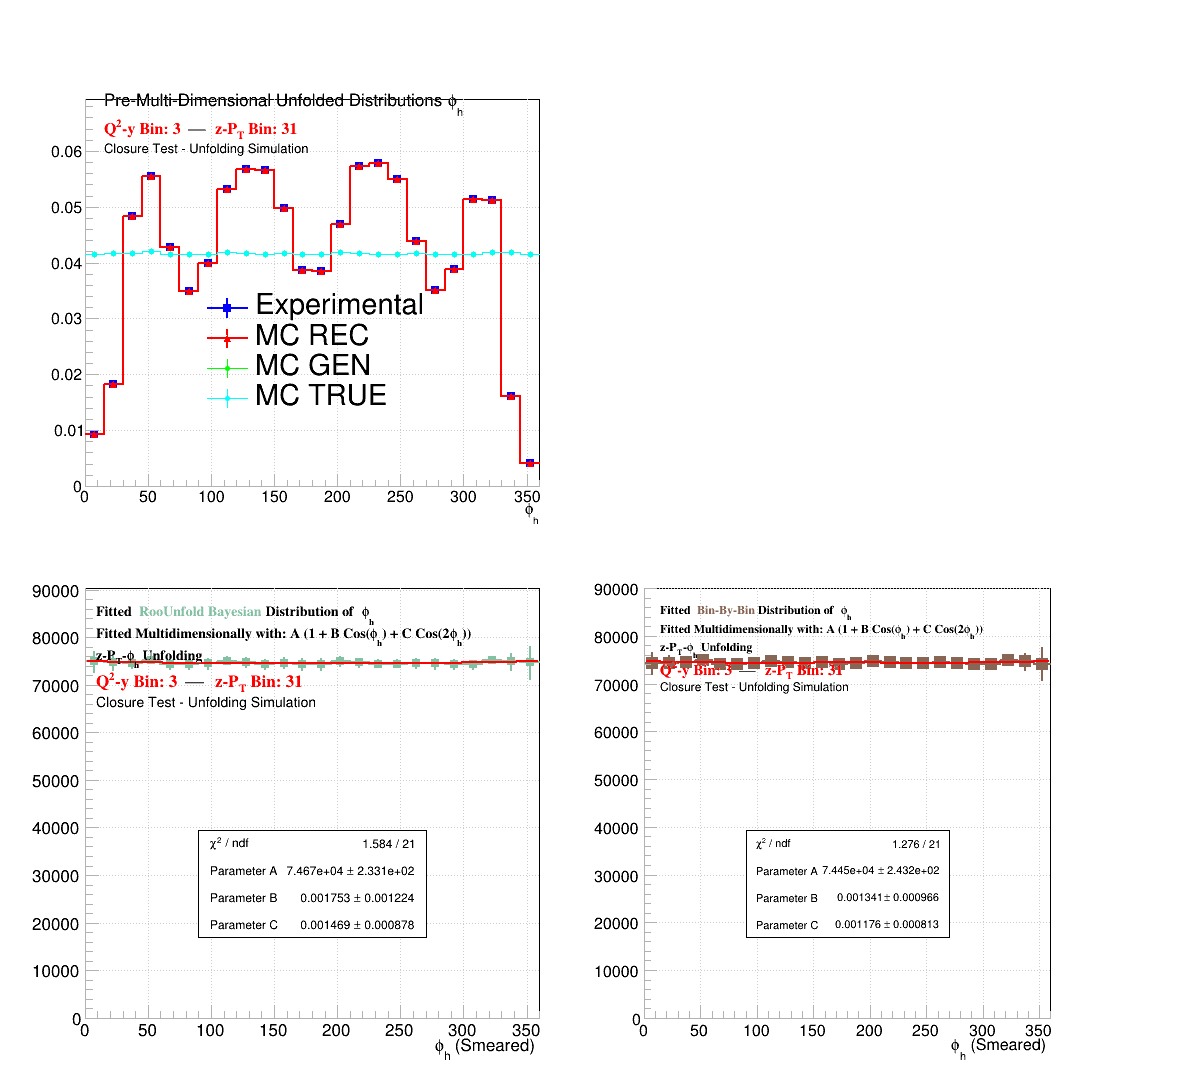 Pre-Multi-Dimensional Unfolded Distributions ϕh
Q²-y Bin: 3 — z-PT Bin: 31
Closure Test - Unfolding Simulation
0.06
0.05
0.04
0.03
0.02
0.01
0
Experimental
MC REC
MC GEN
MC TRUE
0 50 100 150 200 250 300 350
ϕh
90000
80000
70000
60000
50000
40000
30000
20000
10000
0
Fitted RooUnfold Bayesian Distribution of ϕh
Fitted Multidimensionally with: A (1 + B Cos(ϕh) + C Cos(2ϕh))
z-PT-ϕh Unfolding
Q²-y Bin: 3 — z-PT Bin: 31
Closure Test - Unfolding Simulation
χ² / ndf 1.584 / 21
Parameter A 7.467e+04 ± 2.331e+02
Parameter B 0.001753 ± 0.001224
Parameter C 0.001469 ± 0.000878
0 50 100 150 200 250 300 350
ϕh (Smeared)
90000
80000
70000
60000
50000
40000
30000
20000
10000
0
Fitted Bin-By-Bin Distribution of ϕh
Fitted Multidimensionally with: A (1 + B Cos(ϕh) + C Cos(2ϕh))
z-PT-ϕh Unfolding
Q²-y Bin: 3 — z-PT Bin: 31
Closure Test - Unfolding Simulation
χ² / ndf 1.276 / 21
Parameter A 7.445e+04 ± 2.432e+02
Parameter B 0.001341 ± 0.000966
Parameter C 0.001176 ± 0.000813
0 50 100 150 200 250 300 350
ϕh (Smeared)